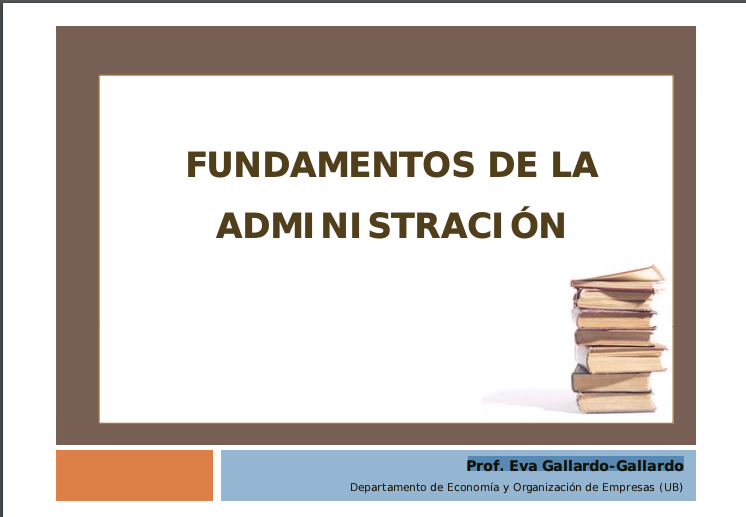 FUNDAMENTOS DE LA
ADMINISTRACIÓN
Prof. Eva Gallardo-Gallardo
Departamento de Economía y Organización de Empresas (UB)